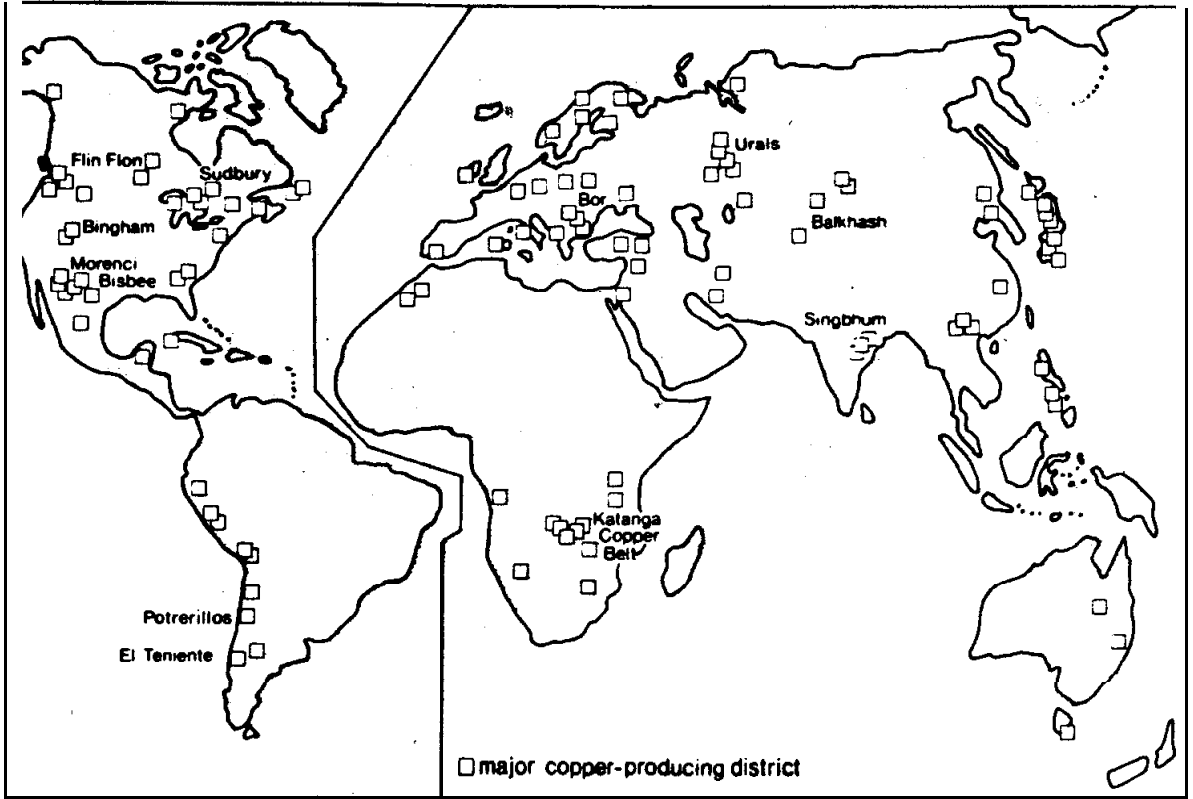 Flin Flon
Sudbury
Bingham
Morenci
Bisbee
Potrerillos
El Teniente
Urals
Bor
Balkhash
Singbhum
Katanga
Copper
Belt
major copper-producing district